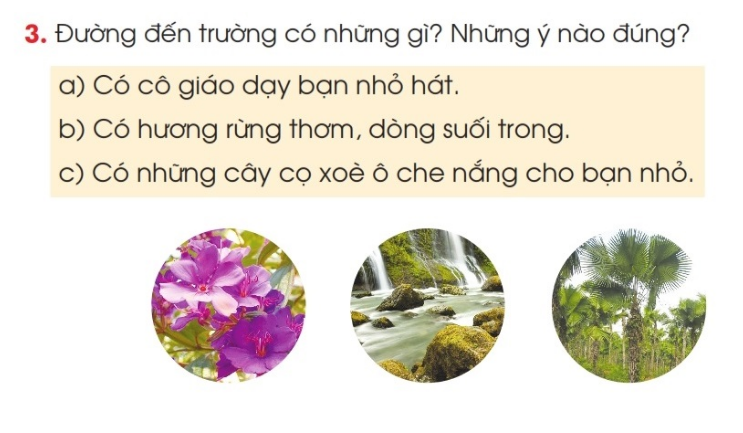 3. Đường đến trường có những gì? Những ý nào đúng?
a) Có cô giáo dạy bạn nhỏ hát.
b) Có hương rừng thơm, dòng suối trong.
c) Có những cây cọ xoè ô che nắng cho bạn nhỏ.